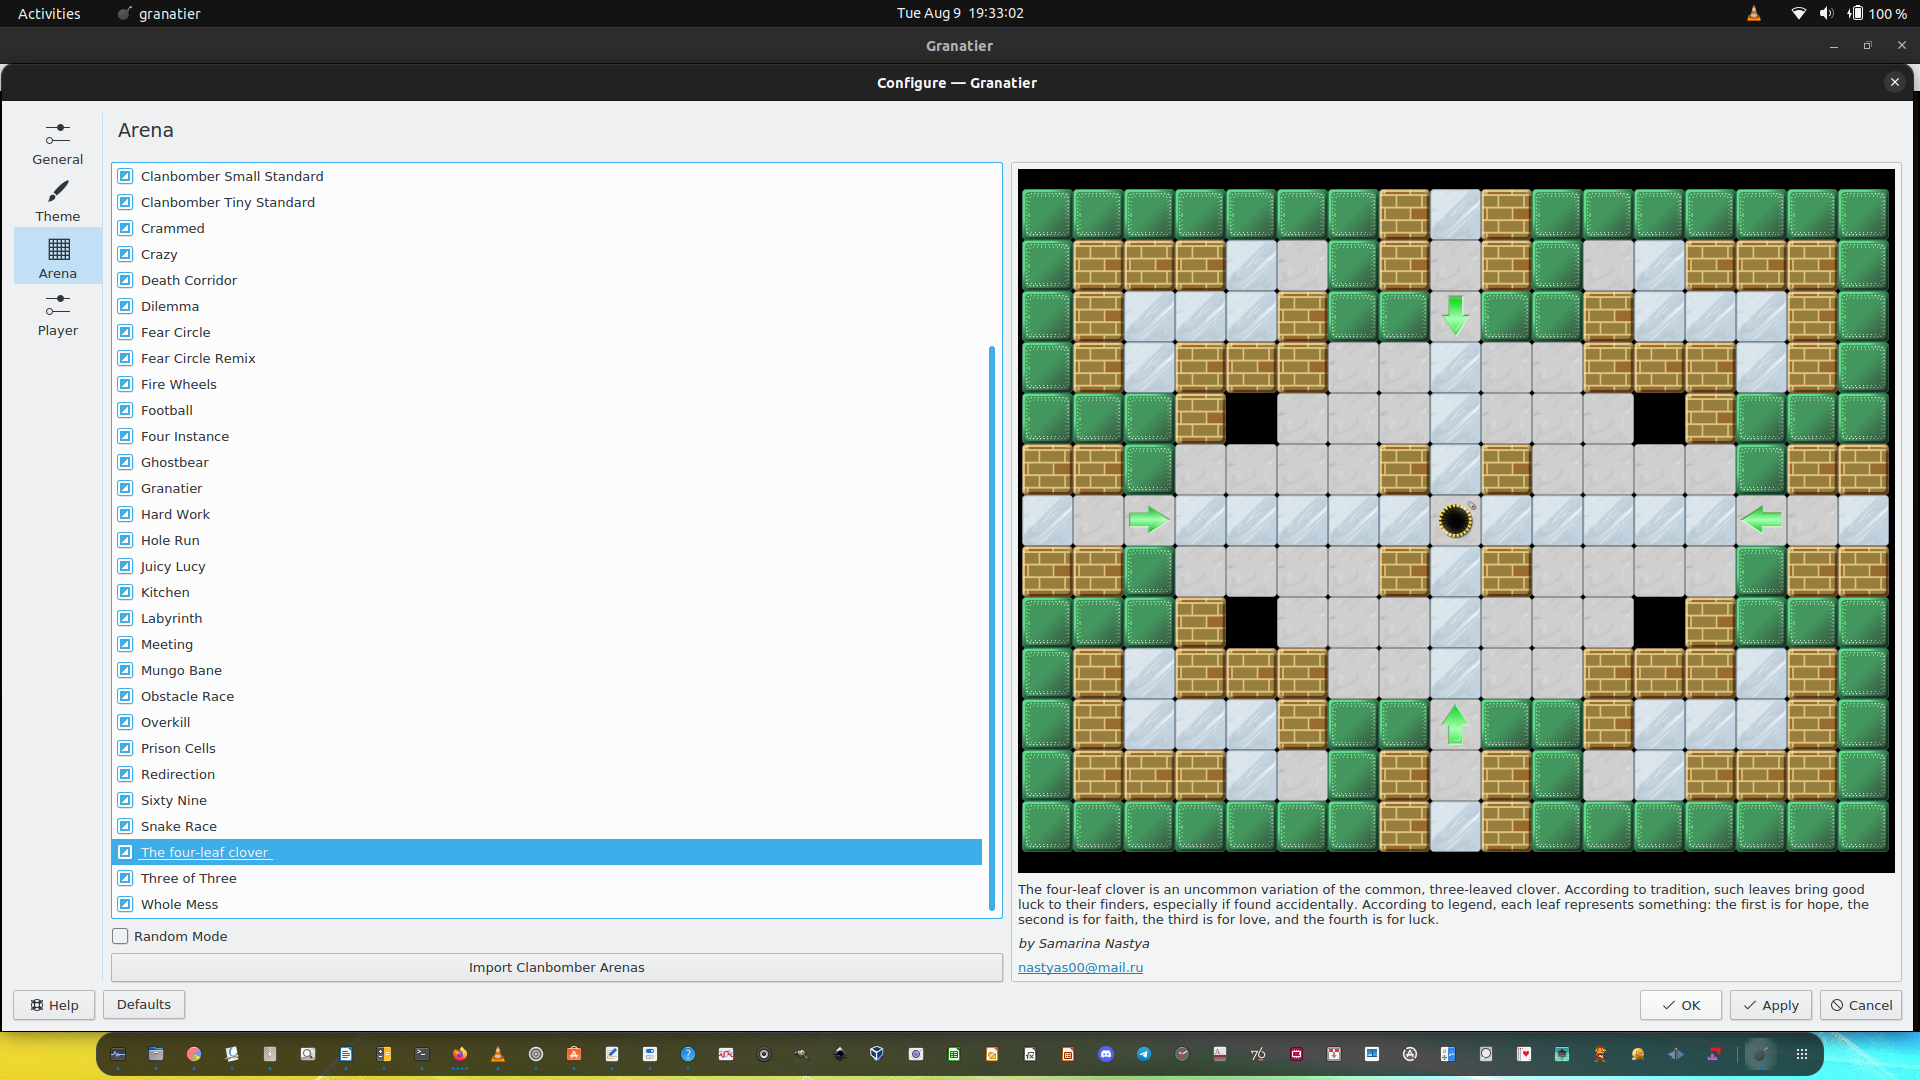 Activities
granatier
Tue Aug 9 19:33:02
100 %
Granatier
Configure — Granatier
General
Theme
Arena
Player
Arena
Clanbomber Small Standard
Clanbomber Tiny Standard
Crammed
Crazy
Death Corridor
Dilemma
Fear Circle
Fear Circle Remix
Fire Wheels
Football
Four Instance
Ghostbear
Granatier
Hard Work
Hole Run
Juicy Lucy
Kitchen
Labyrinth
Meeting
Mungo Bane
Obstacle Race
Overkill
Prison Cells
Redirection
Sixty Nine
Snake Race
The four-leaf clover
Three of Three
Whole Mess
Random Mode
Import Clanbomber Arenas
The four-leaf clover is an uncommon variation of the common, three-leaved clover. According to tradition, such leaves bring good
luck to their finders, especially if found accidentally. According to legend, each leaf represents something: the first is for hope, the
second is for faith, the third is for love, and the fourth is for luck.
by Samarina Nastya
nastyas00@mail.ru
Help
Defaults
OK
Apply
Cancel